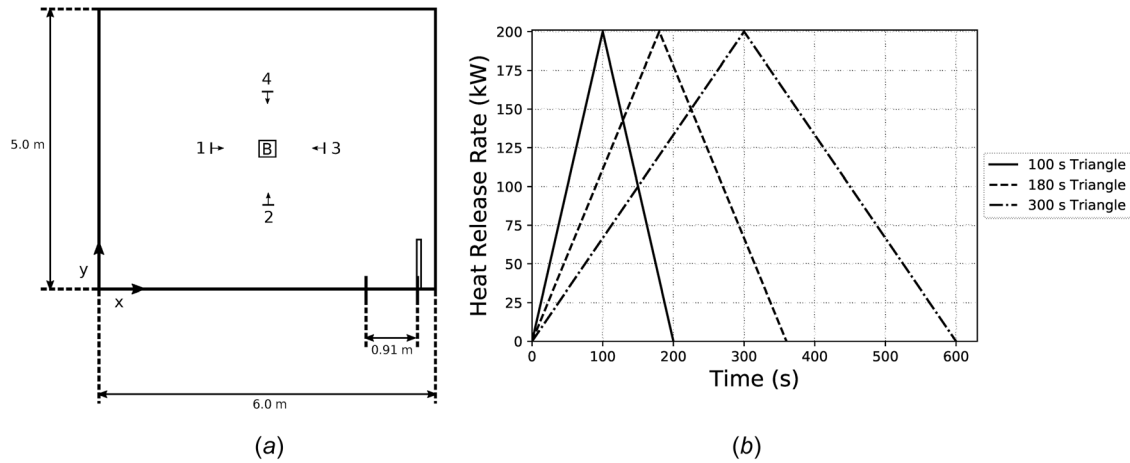 4
1
B
3
2
5.0 m
y
x
0.91 m
6.0 m
(a)
Heat Release Rate (kW)
200
175
150
125
100
75
50
25
0
0 100 200 300 400 500 600
Time (s)
100 s Triangle
180 s Triangle
300 s Triangle
(b)